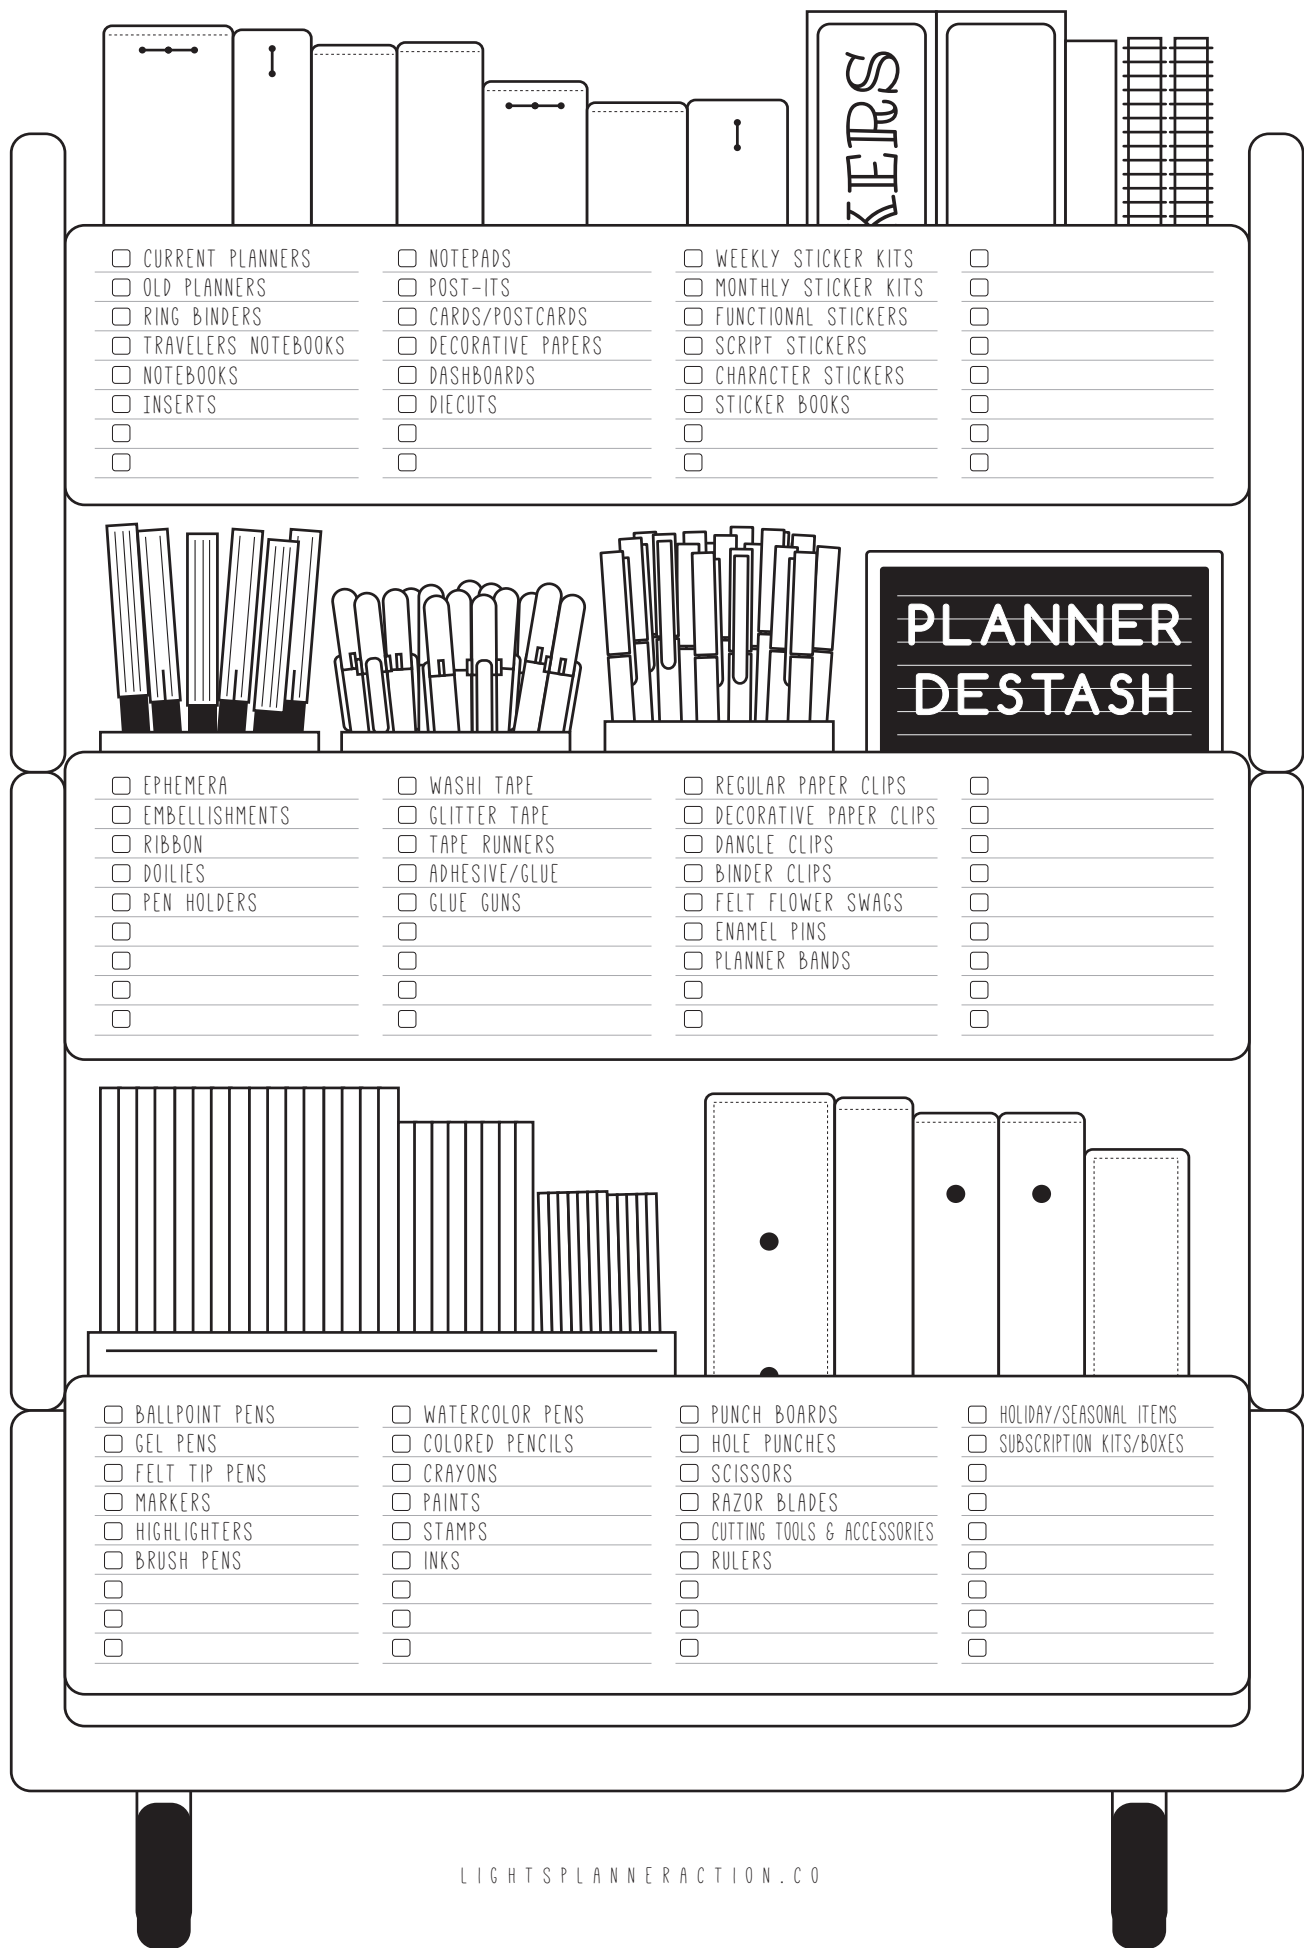 KERS
CURRENT PLANNERS
OLD PLANNERS
RING BINDERS
TRAVELERS NOTEBOOKS
NOTEBOOKS
INSERTS
NOTEPADS
POST-ITS
CARDS/POSTCARDS
DECORATIVE PAPERS
DASHBOARDS
DIECUTS
WEEKLY STICKER KITS
MONTHLY STICKER KITS
FUNCTIONAL STICKERS
SCRIPT STICKERS
CHARACTER STICKERS
STICKER BOOKS
PLANNER
DESTASH
EPHEMERA
EMBELLISHMENTS
RIBBON
DOILIES
PEN HOLDERS
WASHI TAPE
GLITTER TAPE
TAPE RUNNERS
ADHESIVE/GLUE
GLUE GUNS
REGULAR PAPER CLIPS
DECORATIVE PAPER CLIPS
DANGLE CLIPS
BINDER CLIPS
FELT FLOWER SWAGS
ENAMEL PINS
PLANNER BANDS
BALLPOINT PENS
GEL PENS
FELT TIP PENS
MARKERS
HIGHLIGHTERS
BRUSH PENS
WATERCOLOR PENS
COLORED PENCILS
CRAYONS
PAINTS
STAMPS
INKS
PUNCH BOARDS
HOLE PUNCHES
SCISSORS
RAZOR BLADES
CUTTING TOOLS & ACCESSORIES
RULERS
HOLIDAY/SEASONAL ITEMS
SUBSCRIPTION KITS/BOXES
LIGHTSPLANNERACTION.CO